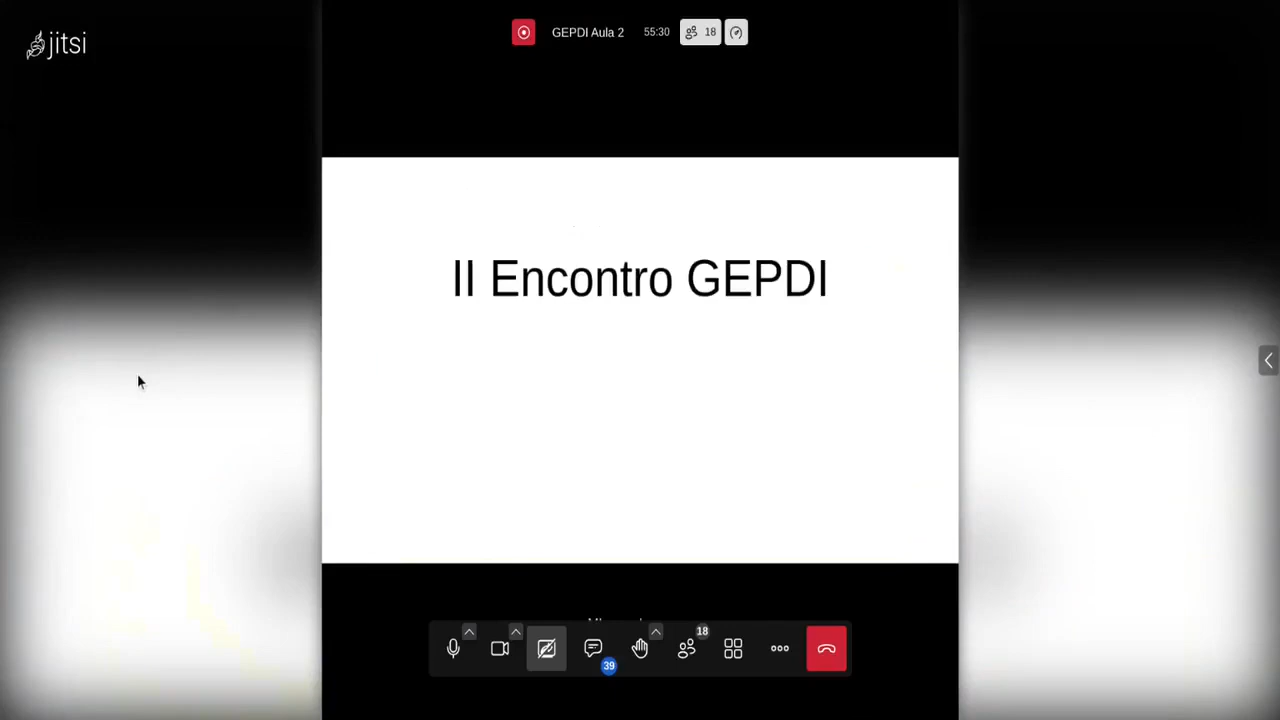 jitsi
GEPDI Aula 2
55:30
18
II Encontro GEPDI
18
39